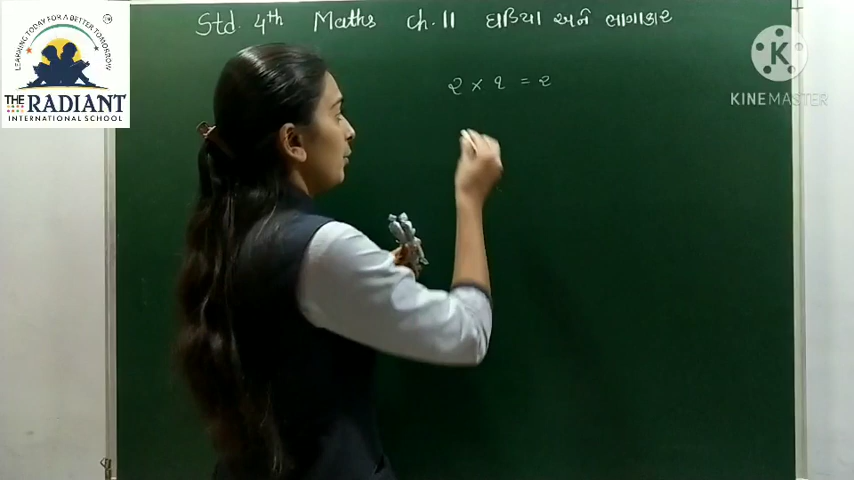 Std. 4th Maths ch. 11 ઘડિયા અને ભાગાકાર
LEARNING TODAY FOR A BETTER TOMORROW
THE RADIANT
INTERNATIONAL SCHOOL
TM
૨ × ૧ = ૨
K
KINEMASTER